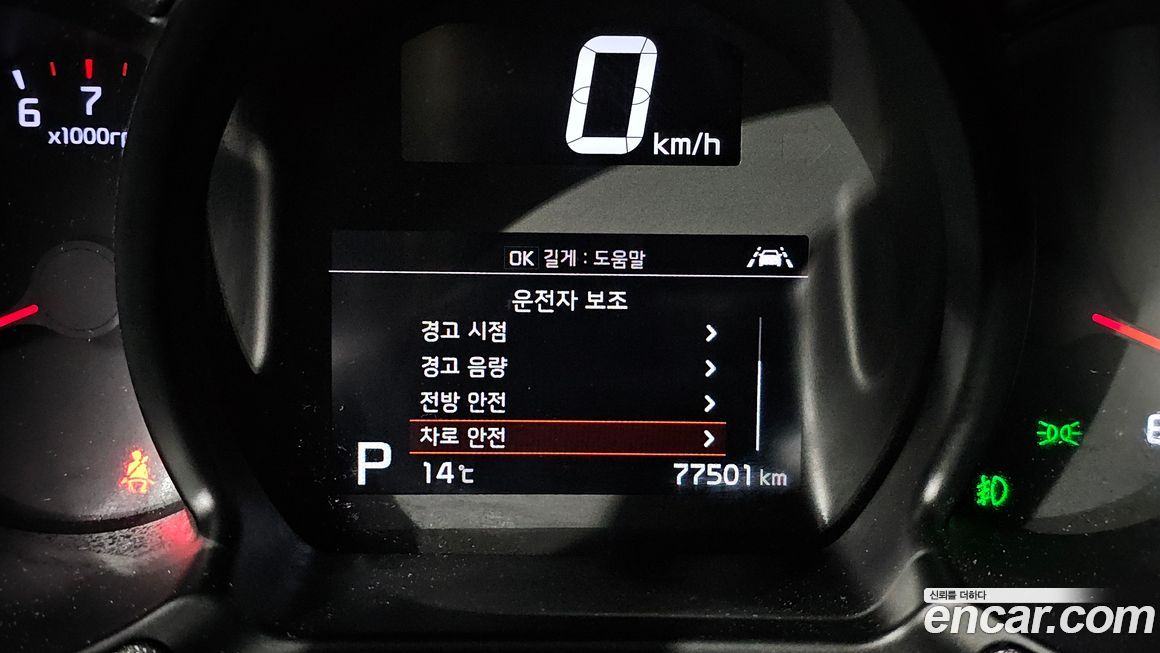 0
km/h
6 7
x1000r
OK 길게 : 도움말
운전자 보조
경고 시점
경고 음량
전방 안전
차로 안전
P
14℃ 77501 km
신뢰를 더하다
encar.com